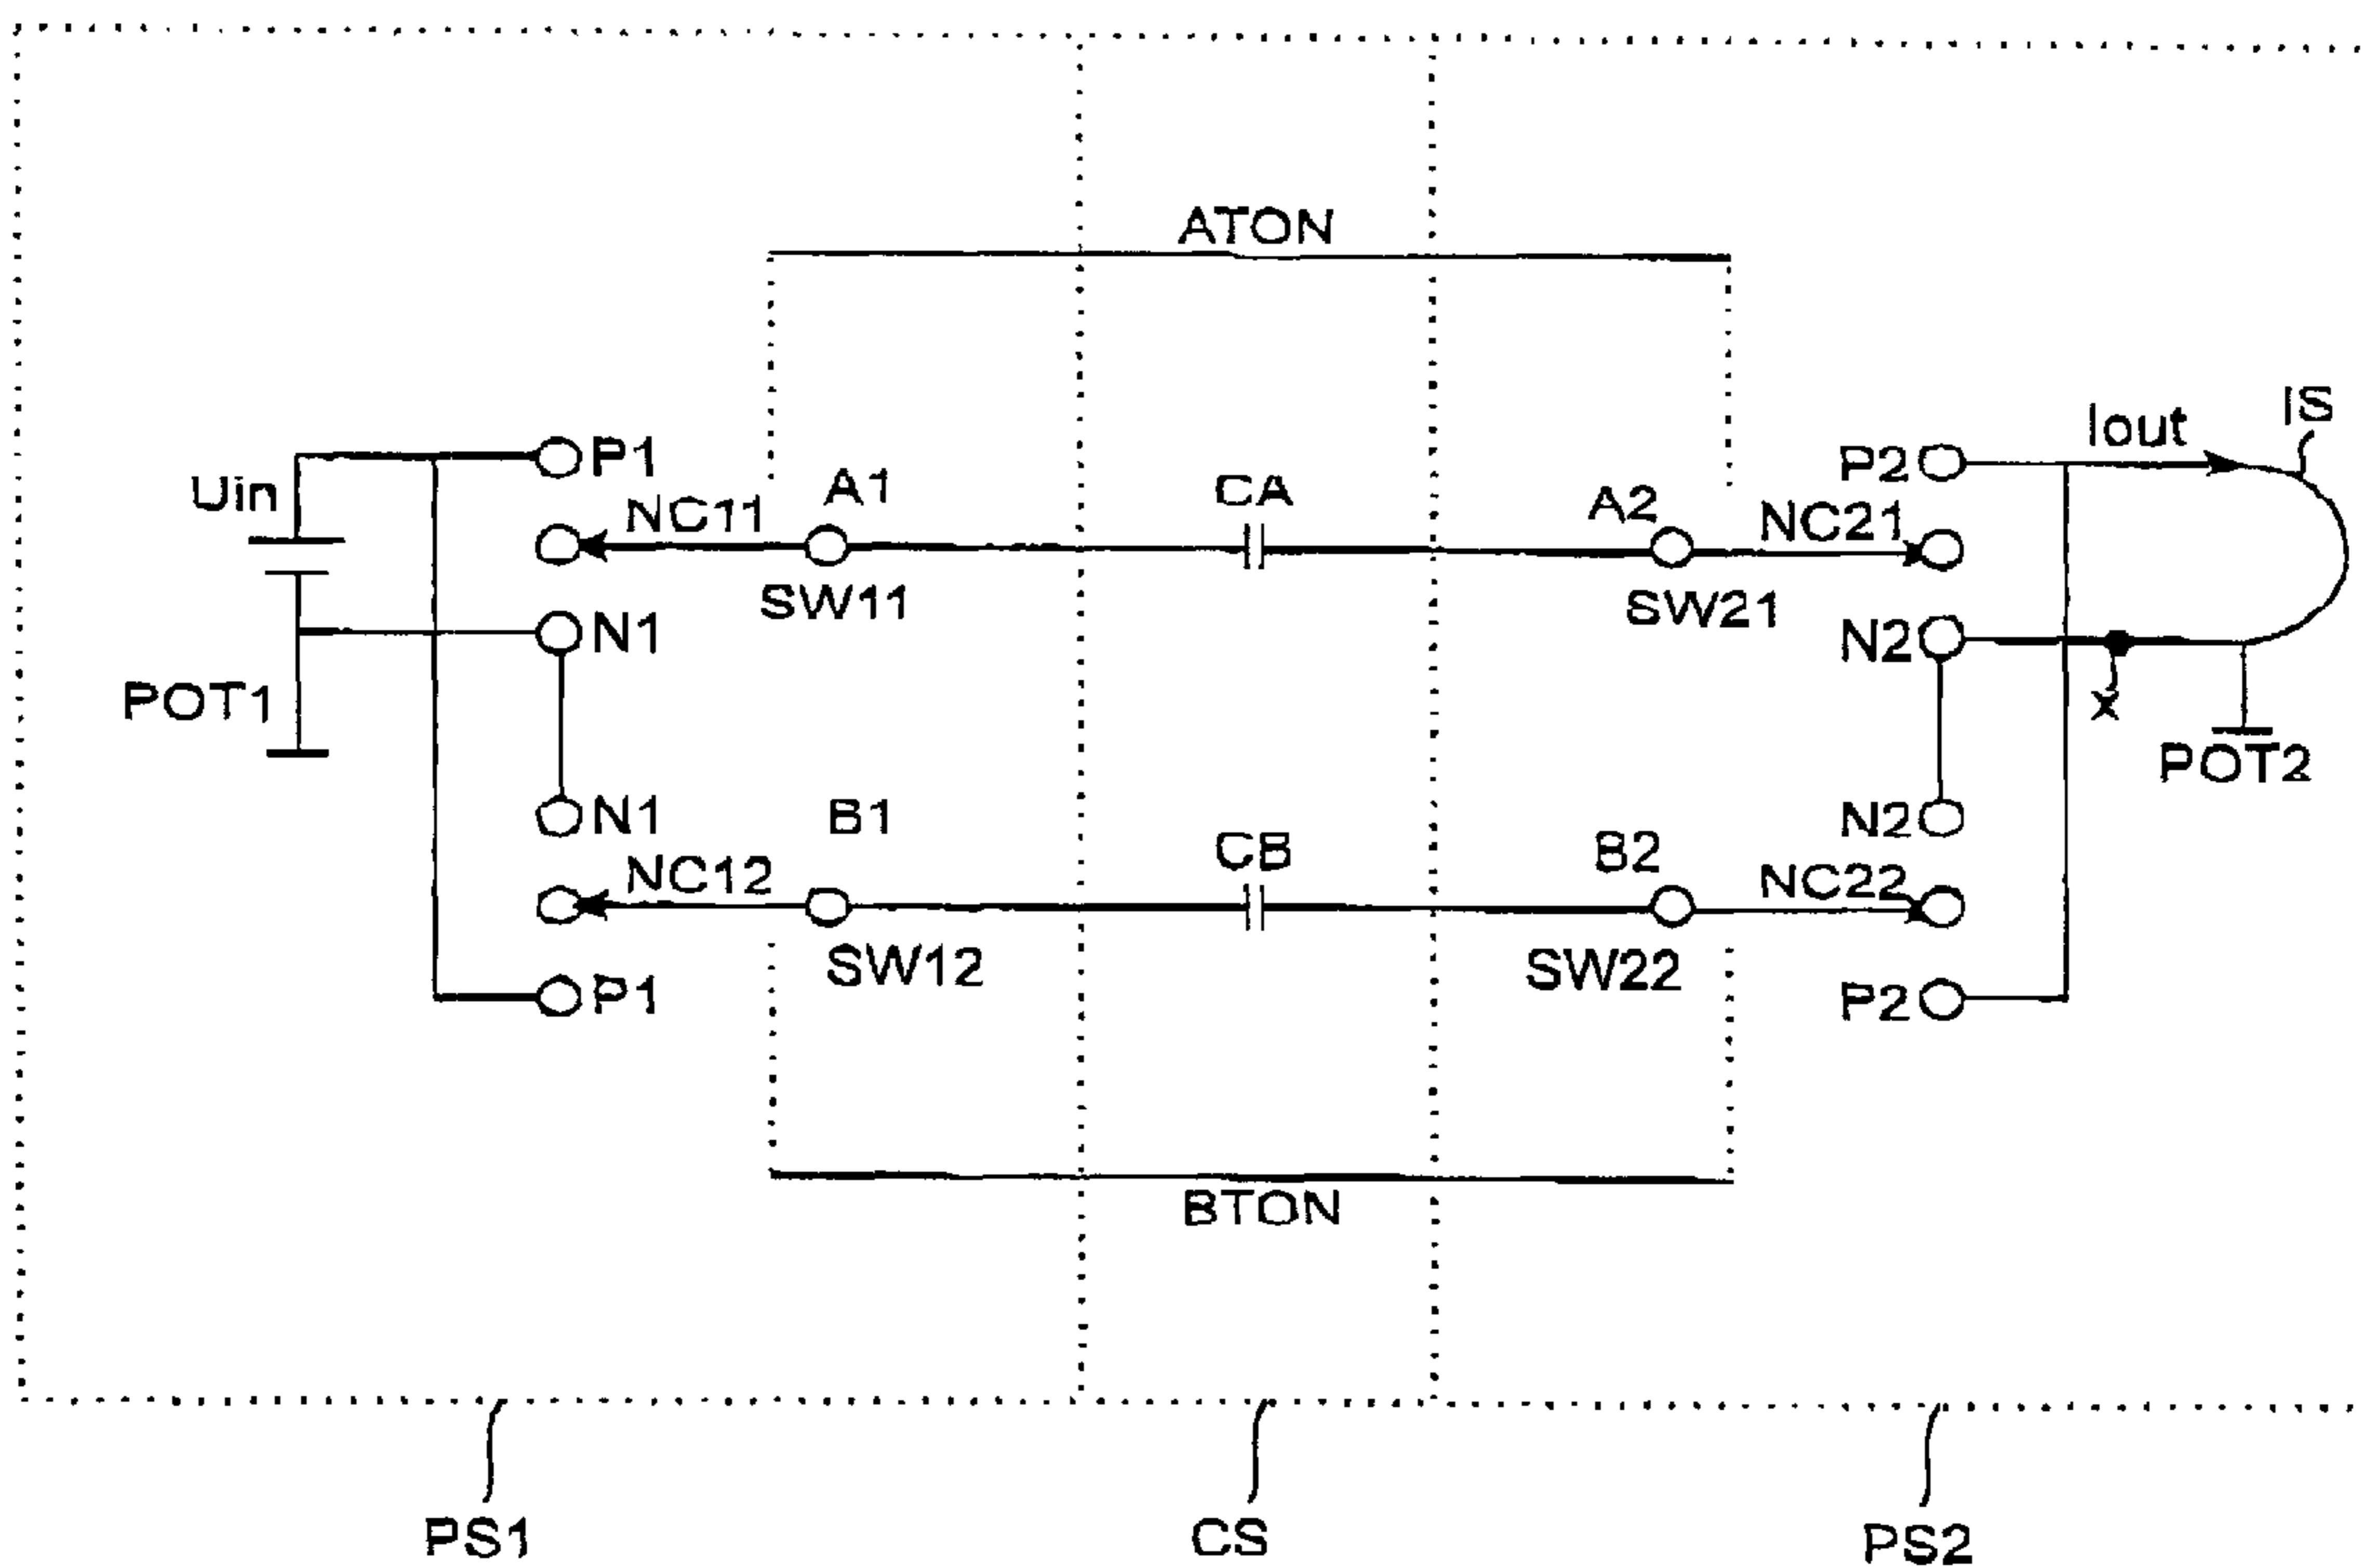 ATON
IS
Iout
P1
P2
Uin
A1
CA
A2
NC11
NC21
SW11
SW21
N1
N2
POT1
X
POT2
N1
B1
CB
B2
N2
NC12
NC22
SW12
SW22
P1
P2
BTON
PS1
CS
PS2